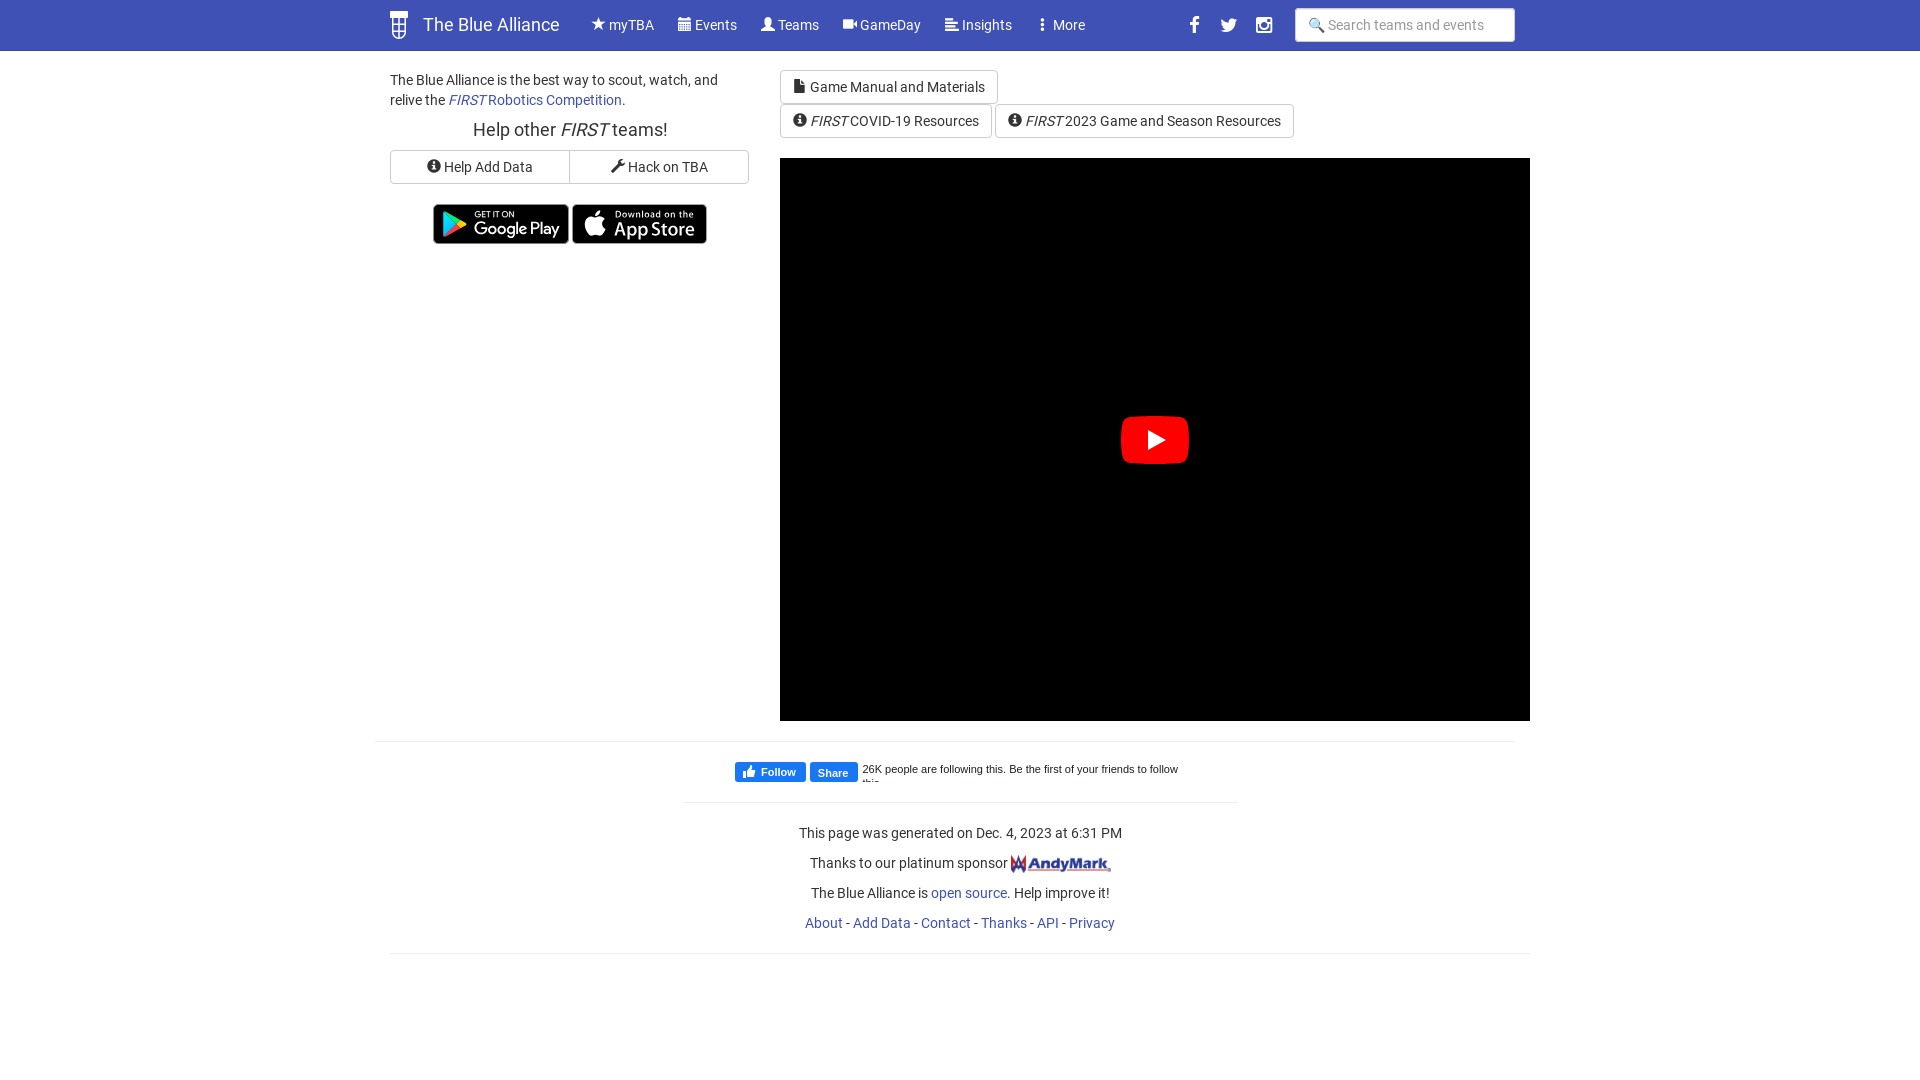 The Blue Alliance
myTBA
Events
Teams
GameDay
Insights
More
Search teams and events
The Blue Alliance is the best way to scout, watch, and
relive the FIRST Robotics Competition.
Help other FIRST teams!
Help Add Data
Hack on TBA
GET IT ON
Google Play
Download on the
App Store
Game Manual and Materials
FIRST COVID-19 Resources
FIRST 2023 Game and Season Resources
Follow
Share
26K people are following this. Be the first of your friends to follow
This page was generated on Dec. 4, 2023 at 6:31 PM
Thanks to our platinum sponsor AndyMark
The Blue Alliance is open source. Help improve it!
About - Add Data - Contact - Thanks - API - Privacy